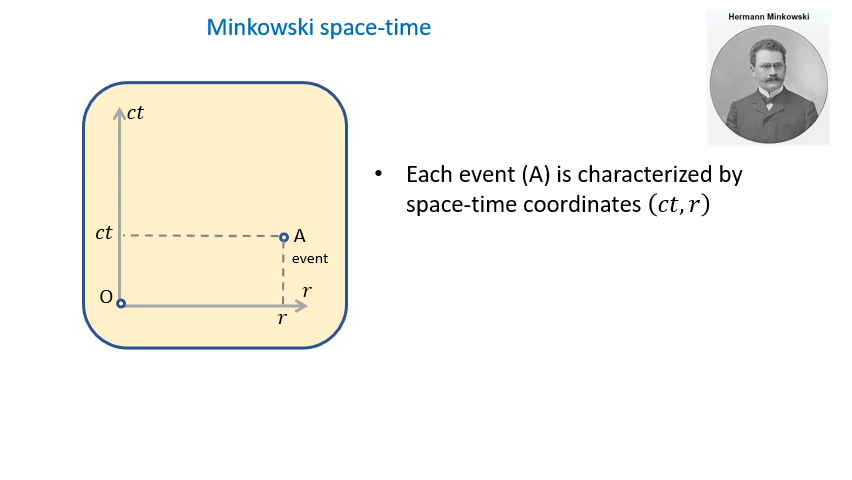 Minkowski space-time
Hermann Minkowski
ct
ct
A
event
O
r
r
• Each event (A) is characterized by
space-time coordinates (ct, r)